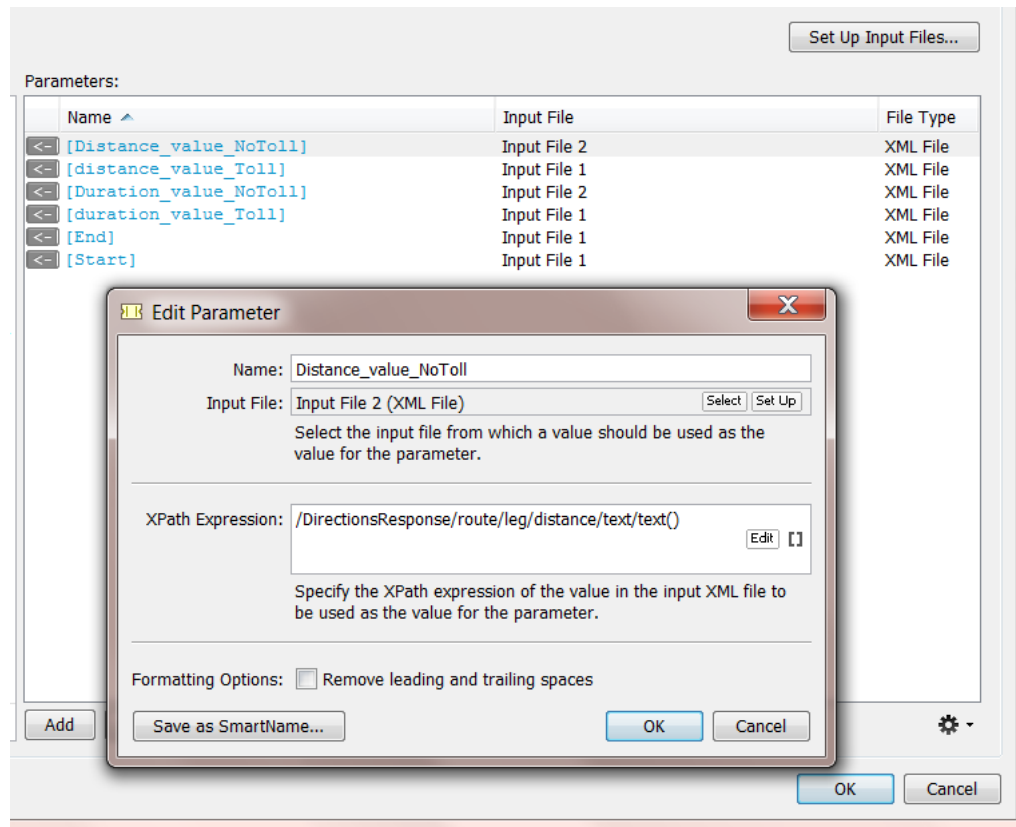 Set Up Input Files...
Parameters:
Name Input File File Type
<- [Distance_value_NoToll] Input File 2 XML File
<- [distance_value_Toll] Input File 1 XML File
<- [Duration_value_NoToll] Input File 2 XML File
<- [duration_value_Toll] Input File 1 XML File
<- [End] Input File 1 XML File
<- [Start] Input File 1 XML File
Edit Parameter
Name: Distance_value_NoToll
Input File: Input File 2 (XML File) Select Set Up
Select the input file from which a value should be used as the
value for the parameter.
XPath Expression: /DirectionsResponse/route/leg/distance/text/text()
Edit []
Specify the XPath expression of the value in the input XML file to
be used as the value for the parameter.
Formatting Options: Remove leading and trailing spaces
Add
Save as SmartName... OK Cancel
OK Cancel